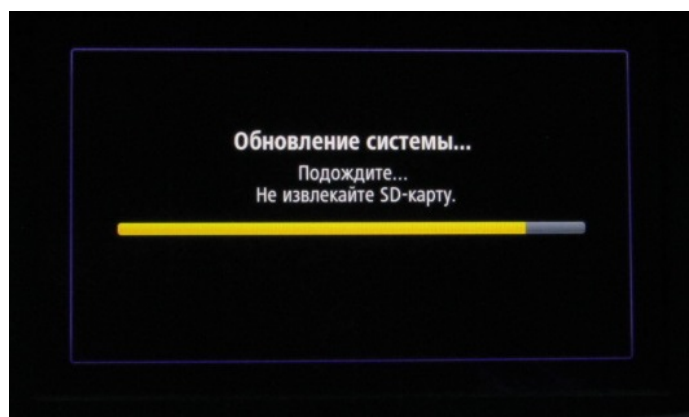 Обновление системы...
Подождите...
Не извлекайте SD-карту.